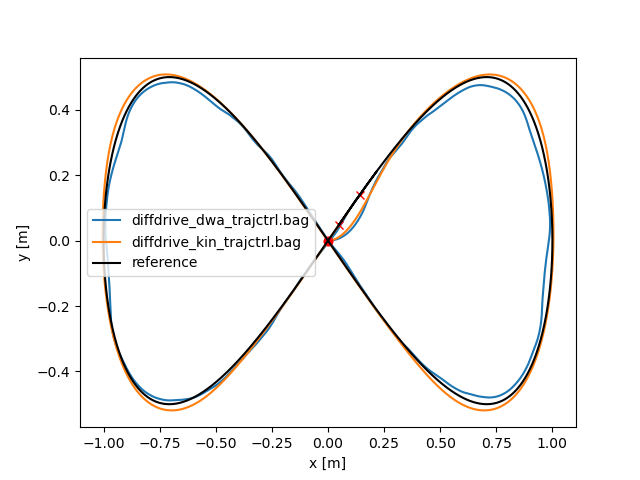 0.4
0.2
0.0
−0.2
−0.4
y [m]
diffdrive_dwa_trajctrl.bag
diffdrive_kin_trajctrl.bag
reference
−1.00 −0.75 −0.50 −0.25 0.00 0.25 0.50 0.75 1.00
x [m]